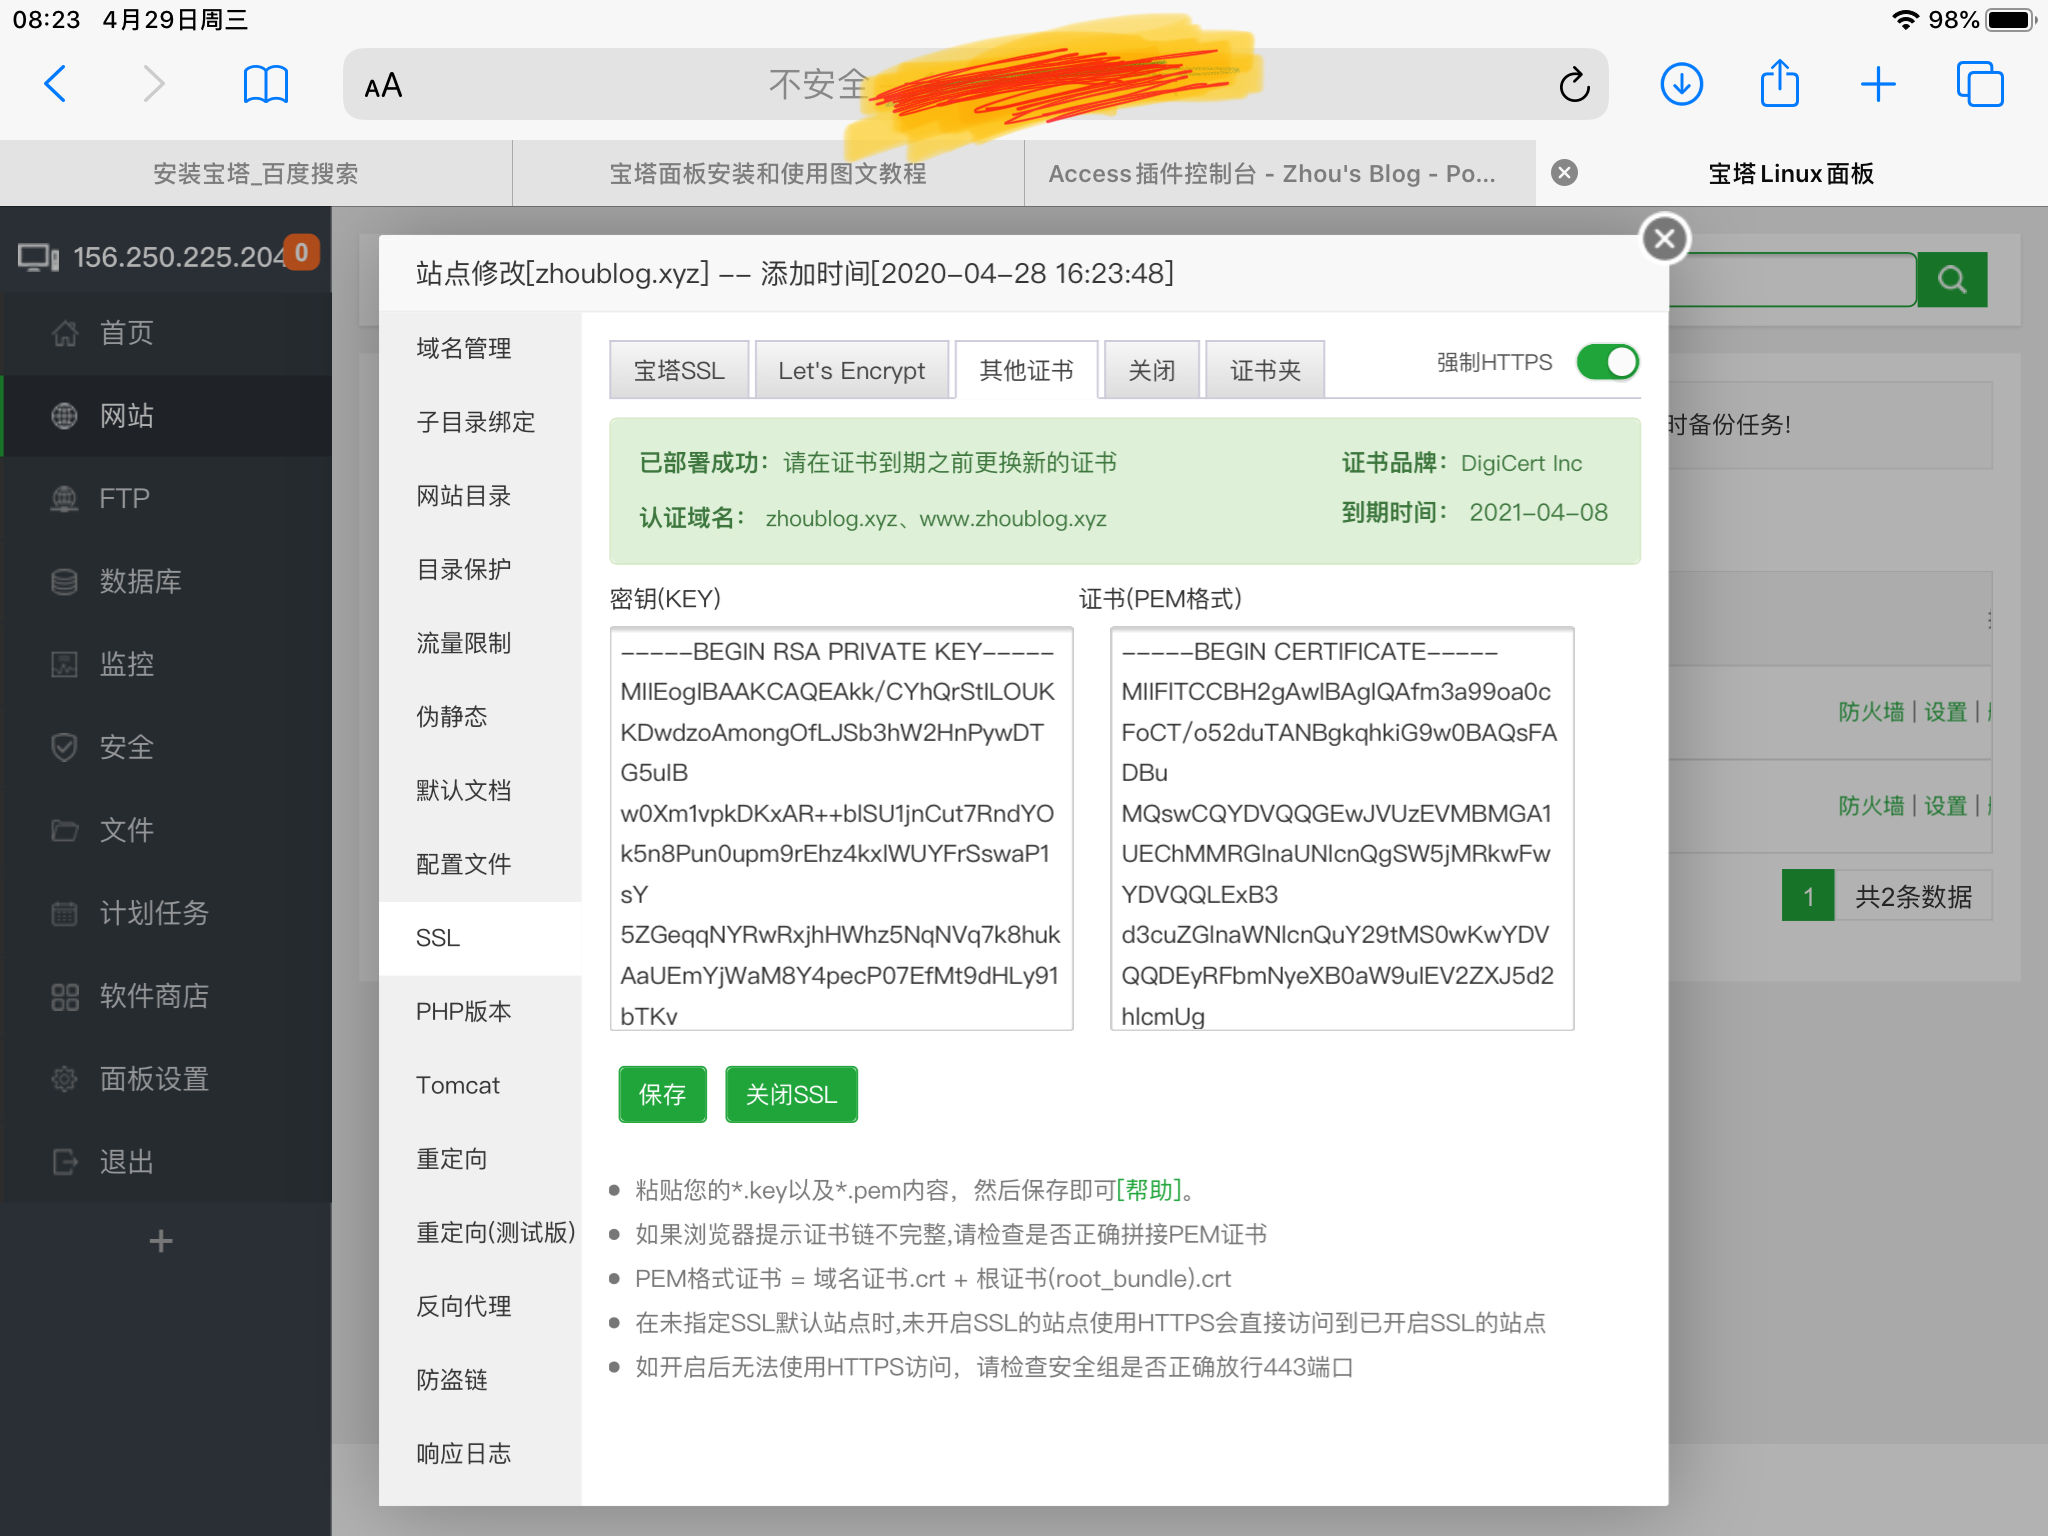 08:23 4月29日周三
98%
AA
不安全
安装宝塔_百度搜索
宝塔面板安装和使用图文教程
Access插件控制台 - Zhou's Blog - Po...
宝塔Linux面板
156.250.225.204
0
首页
网站
FTP
数据库
监控
安全
文件
计划任务
软件商店
面板设置
退出
站点修改[zhoublog.xyz] -- 添加时间[2020-04-28 16:23:48]
域名管理
子目录绑定
网站目录
目录保护
流量限制
伪静态
默认文档
配置文件
SSL
PHP版本
Tomcat
重定向
重定向(测试版)
反向代理
防盗链
响应日志
宝塔SSL
Let's Encrypt
其他证书
关闭
证书夹
强制HTTPS
已部署成功：请在证书到期之前更换新的证书
证书品牌：DigiCert Inc
认证域名：zhoublog.xyz、www.zhoublog.xyz
到期时间：2021-04-08
密钥(KEY)
-----BEGIN RSA PRIVATE KEY-----
证书(PEM格式)
-----BEGIN CERTIFICATE-----
DBu
MQswCQYDVQQGEwJVUzEVMBMGA1
YDVQQLExB3
保存
关闭SSL
粘贴您的*.key以及*.pem内容，然后保存即可[帮助]。
如果浏览器提示证书链不完整,请检查是否正确拼接PEM证书
PEM格式证书 = 域名证书.crt + 根证书(root_bundle).crt
在未指定SSL默认站点时,未开启SSL的站点使用HTTPS会直接访问到已开启SSL的站点
如开启后无法使用HTTPS访问，请检查安全组是否正确放行443端口
时备份任务!
防火墙 | 设置 |
防火墙 | 设置 |
1
共2条数据